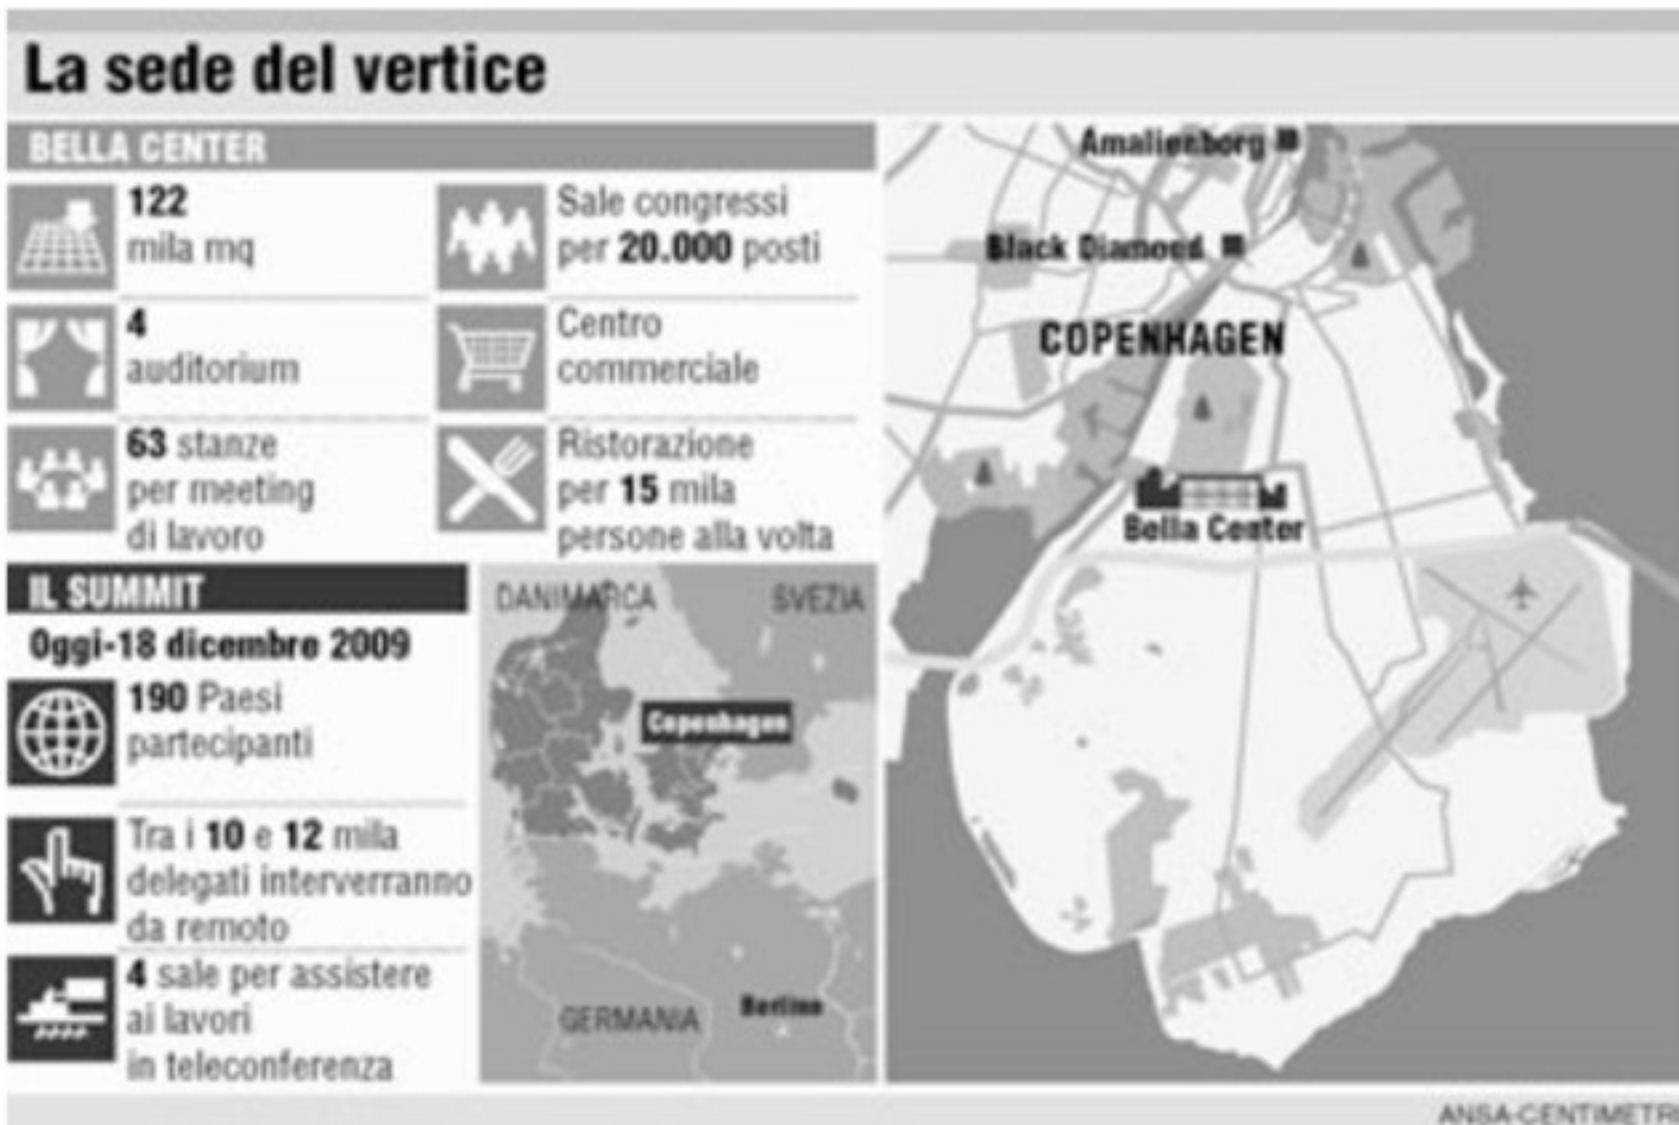 La sede del vertice
BELLA CENTER
122
mila mq
4
auditorium
63 stanze
per meeting
di lavoro
Sale congressi
per 20.000 posti
Centro
commerciale
Ristorazione
per 15 mila
persone alla volta
IL SUMMIT
Oggi-18 dicembre 2009
190 Paesi
partecipanti
Tra i 10 e 12 mila
delegati interverranno
da remoto
4 sale per assistere
ai lavori
in teleconferenza
DANIMARCA
SVEZIA
Copenhagen
GERMANIA
Berlino
Amalienborg
Black Diamond
COPENHAGEN
Bella Center
ANSA-CENTIMETRI